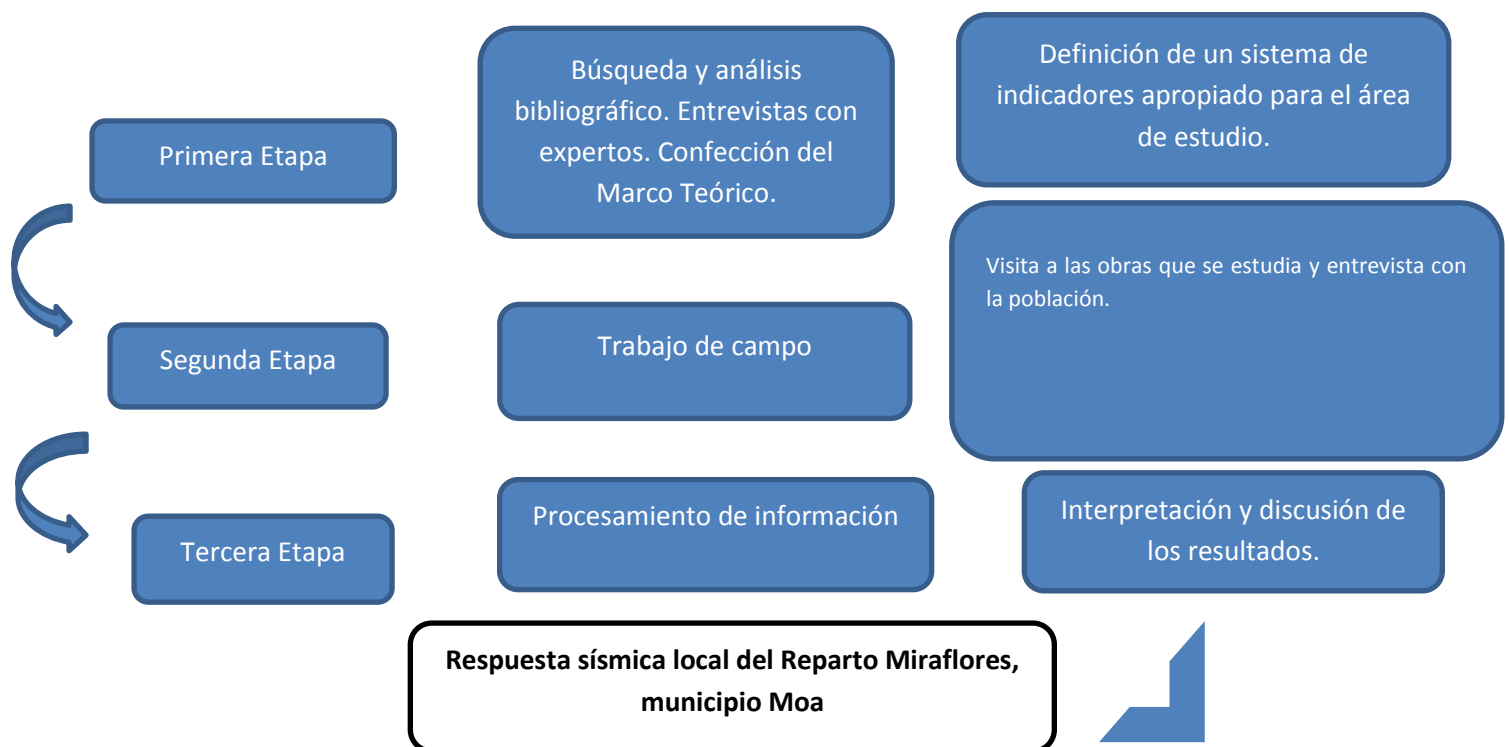 Primera Etapa
Búsqueda y análisis
bibliográfico. Entrevistas con
expertos. Confección del
Marco Teórico.
Definición de un sistema de
indicadores apropiado para el área
de estudio.
Segunda Etapa
Trabajo de campo
Visita a las obras que se estudia y entrevista con
la población.
Tercera Etapa
Procesamiento de información
Interpretación y discusión de
los resultados.
Respuesta sísmica local del Reparto Miraflores,
municipio Moa